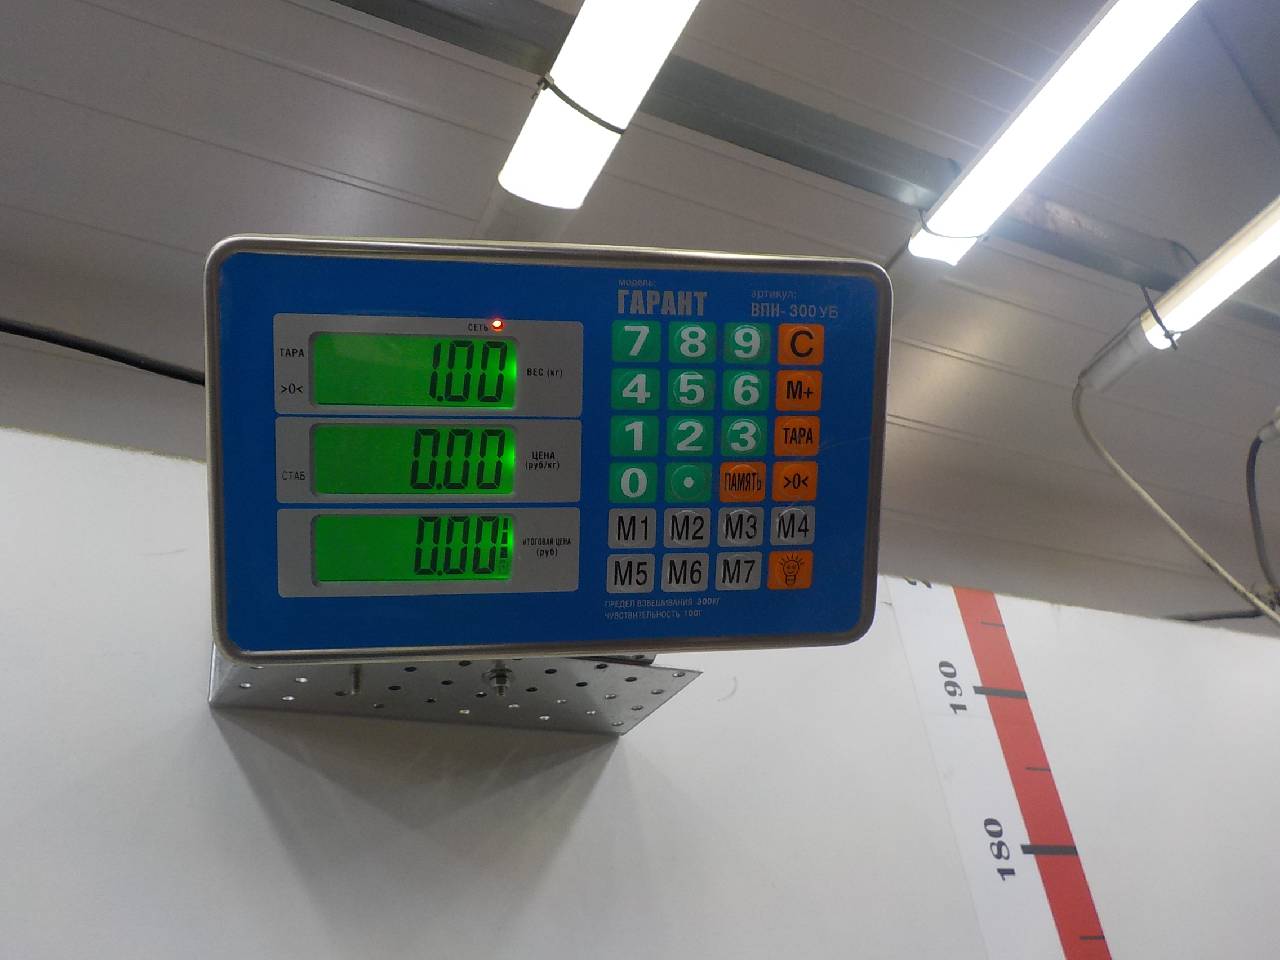 модель:
ГАРАНТ
артикул:
ВПН-300УБ
СЕТЬ
ТАРА
>0<
1.00
ВЕС (кг)
СТАБ
0.00
ЦЕНА
(руб/кг)
0.00
ИТОГОВАЯ ЦЕНА
(руб)
7 8 9 C
4 5 6 M+
1 2 3 ТАРА
0 . ПАМЯТЬ >0<
M1 M2 M3 M4
M5 M6 M7
ПРЕДЕЛ ВЗВЕШИВАНИЯ 300кг
ЧУВСТВИТЕЛЬНОСТЬ 100г
190
180